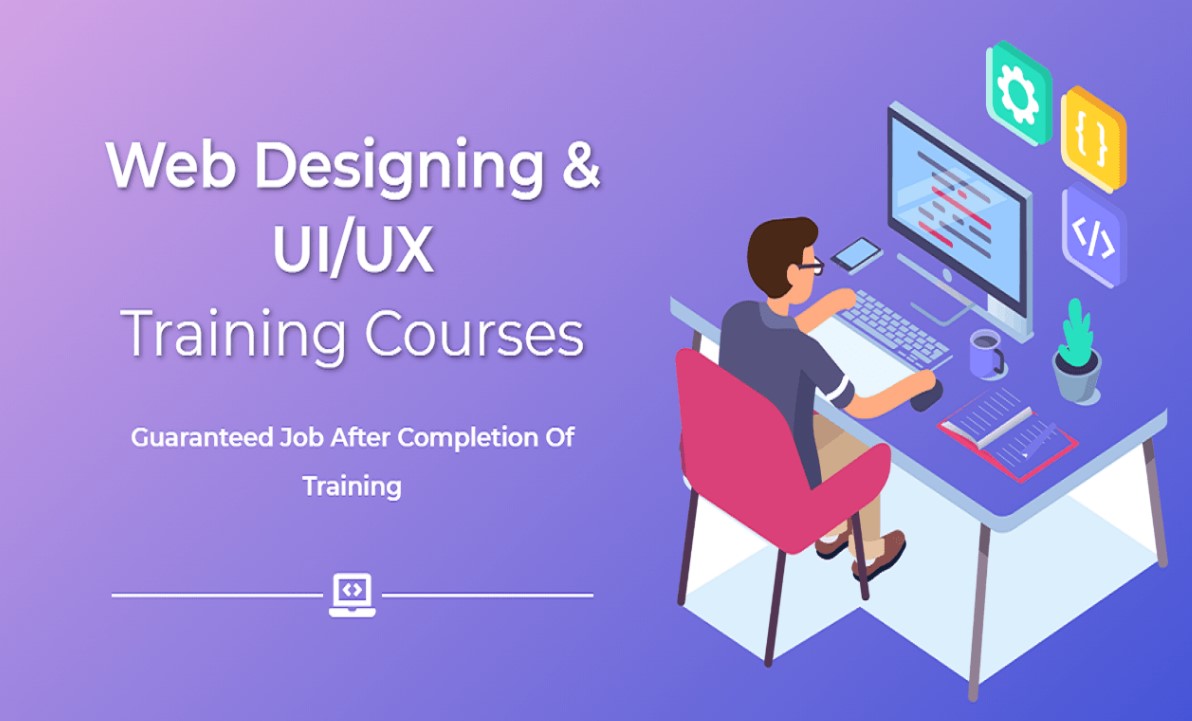 Web Designing &
UI/UX
Training Courses
Guaranteed Job After Completion Of
Training
{ }
</>
<>